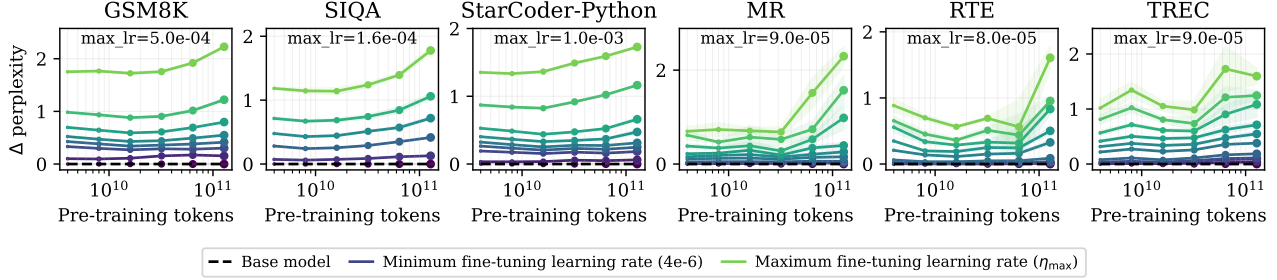 GSM8K SIQA StarCoder-Python MR RTE TREC
max_lr=5.0e-04 max_lr=1.6e-04 max_lr=1.0e-03 max_lr=9.0e-05 max_lr=8.0e-05 max_lr=9.0e-05
Δ perplexity
2 1 0
2 1 0
2 1 0
2 0
2 1 0
2 1 0
10¹⁰ 10¹¹ 10¹⁰ 10¹¹ 10¹⁰ 10¹¹ 10¹⁰ 10¹¹ 10¹⁰ 10¹¹ 10¹⁰ 10¹¹
Pre-training tokens Pre-training tokens Pre-training tokens Pre-training tokens Pre-training tokens Pre-training tokens
Base model Minimum fine-tuning learning rate (4e-6) Maximum fine-tuning learning rate (ηmax)